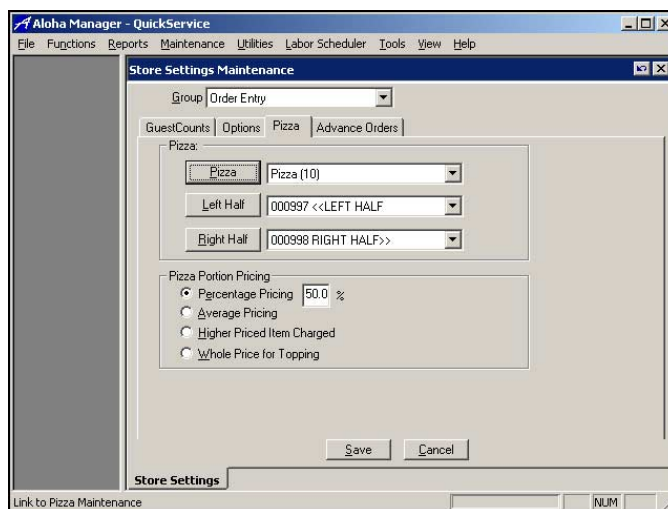 Aloha Manager - QuickService
File Functions Reports Maintenance Utilities Labor Scheduler Tools View Help
Store Settings Maintenance
Group Order Entry
GuestCounts Options Pizza Advance Orders
Pizza:
Pizza Pizza (10)
Left Half 000997 <<LEFT HALF
Right Half 000998 RIGHT HALF>>
Pizza Portion Pricing
Percentage Pricing 50.0 %
Average Pricing
Higher Priced Item Charged
Whole Price for Topping
Save Cancel
Store Settings
Link to Pizza Maintenance NUM